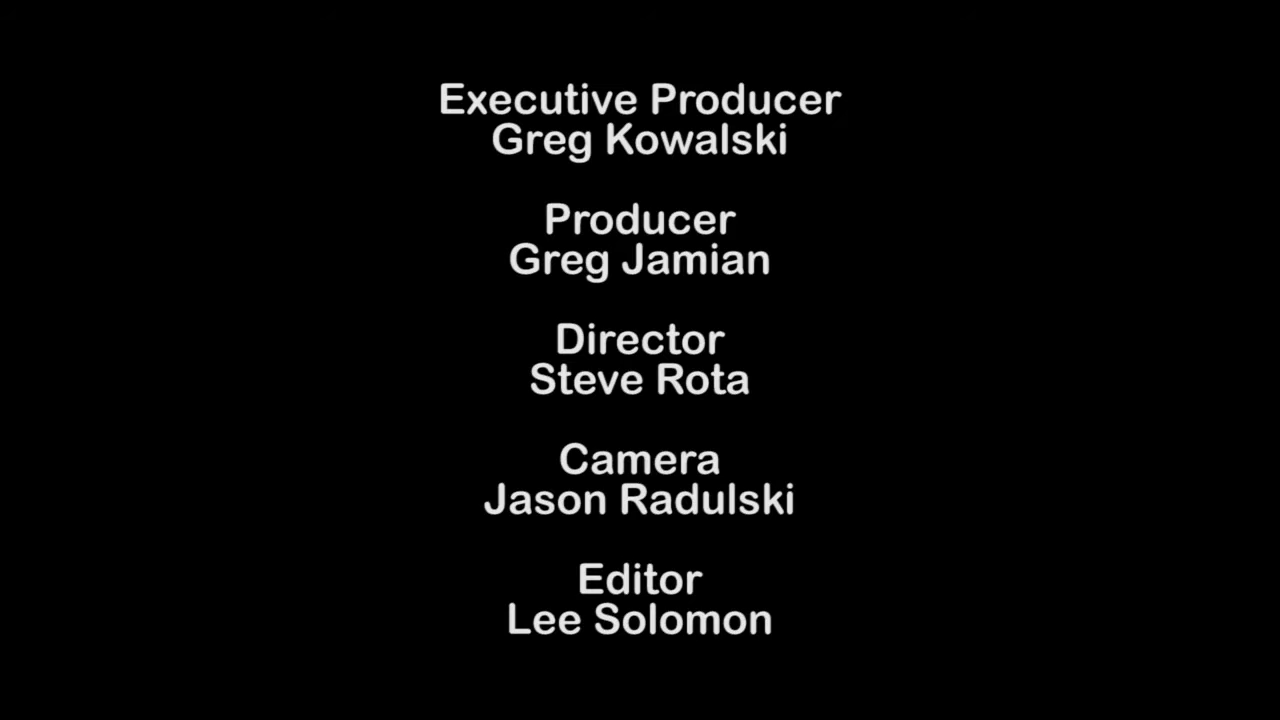 Executive Producer
Greg Kowalski
Producer
Greg Jamian
Director
Steve Rota
Camera
Jason Radulski
Editor
Lee Solomon